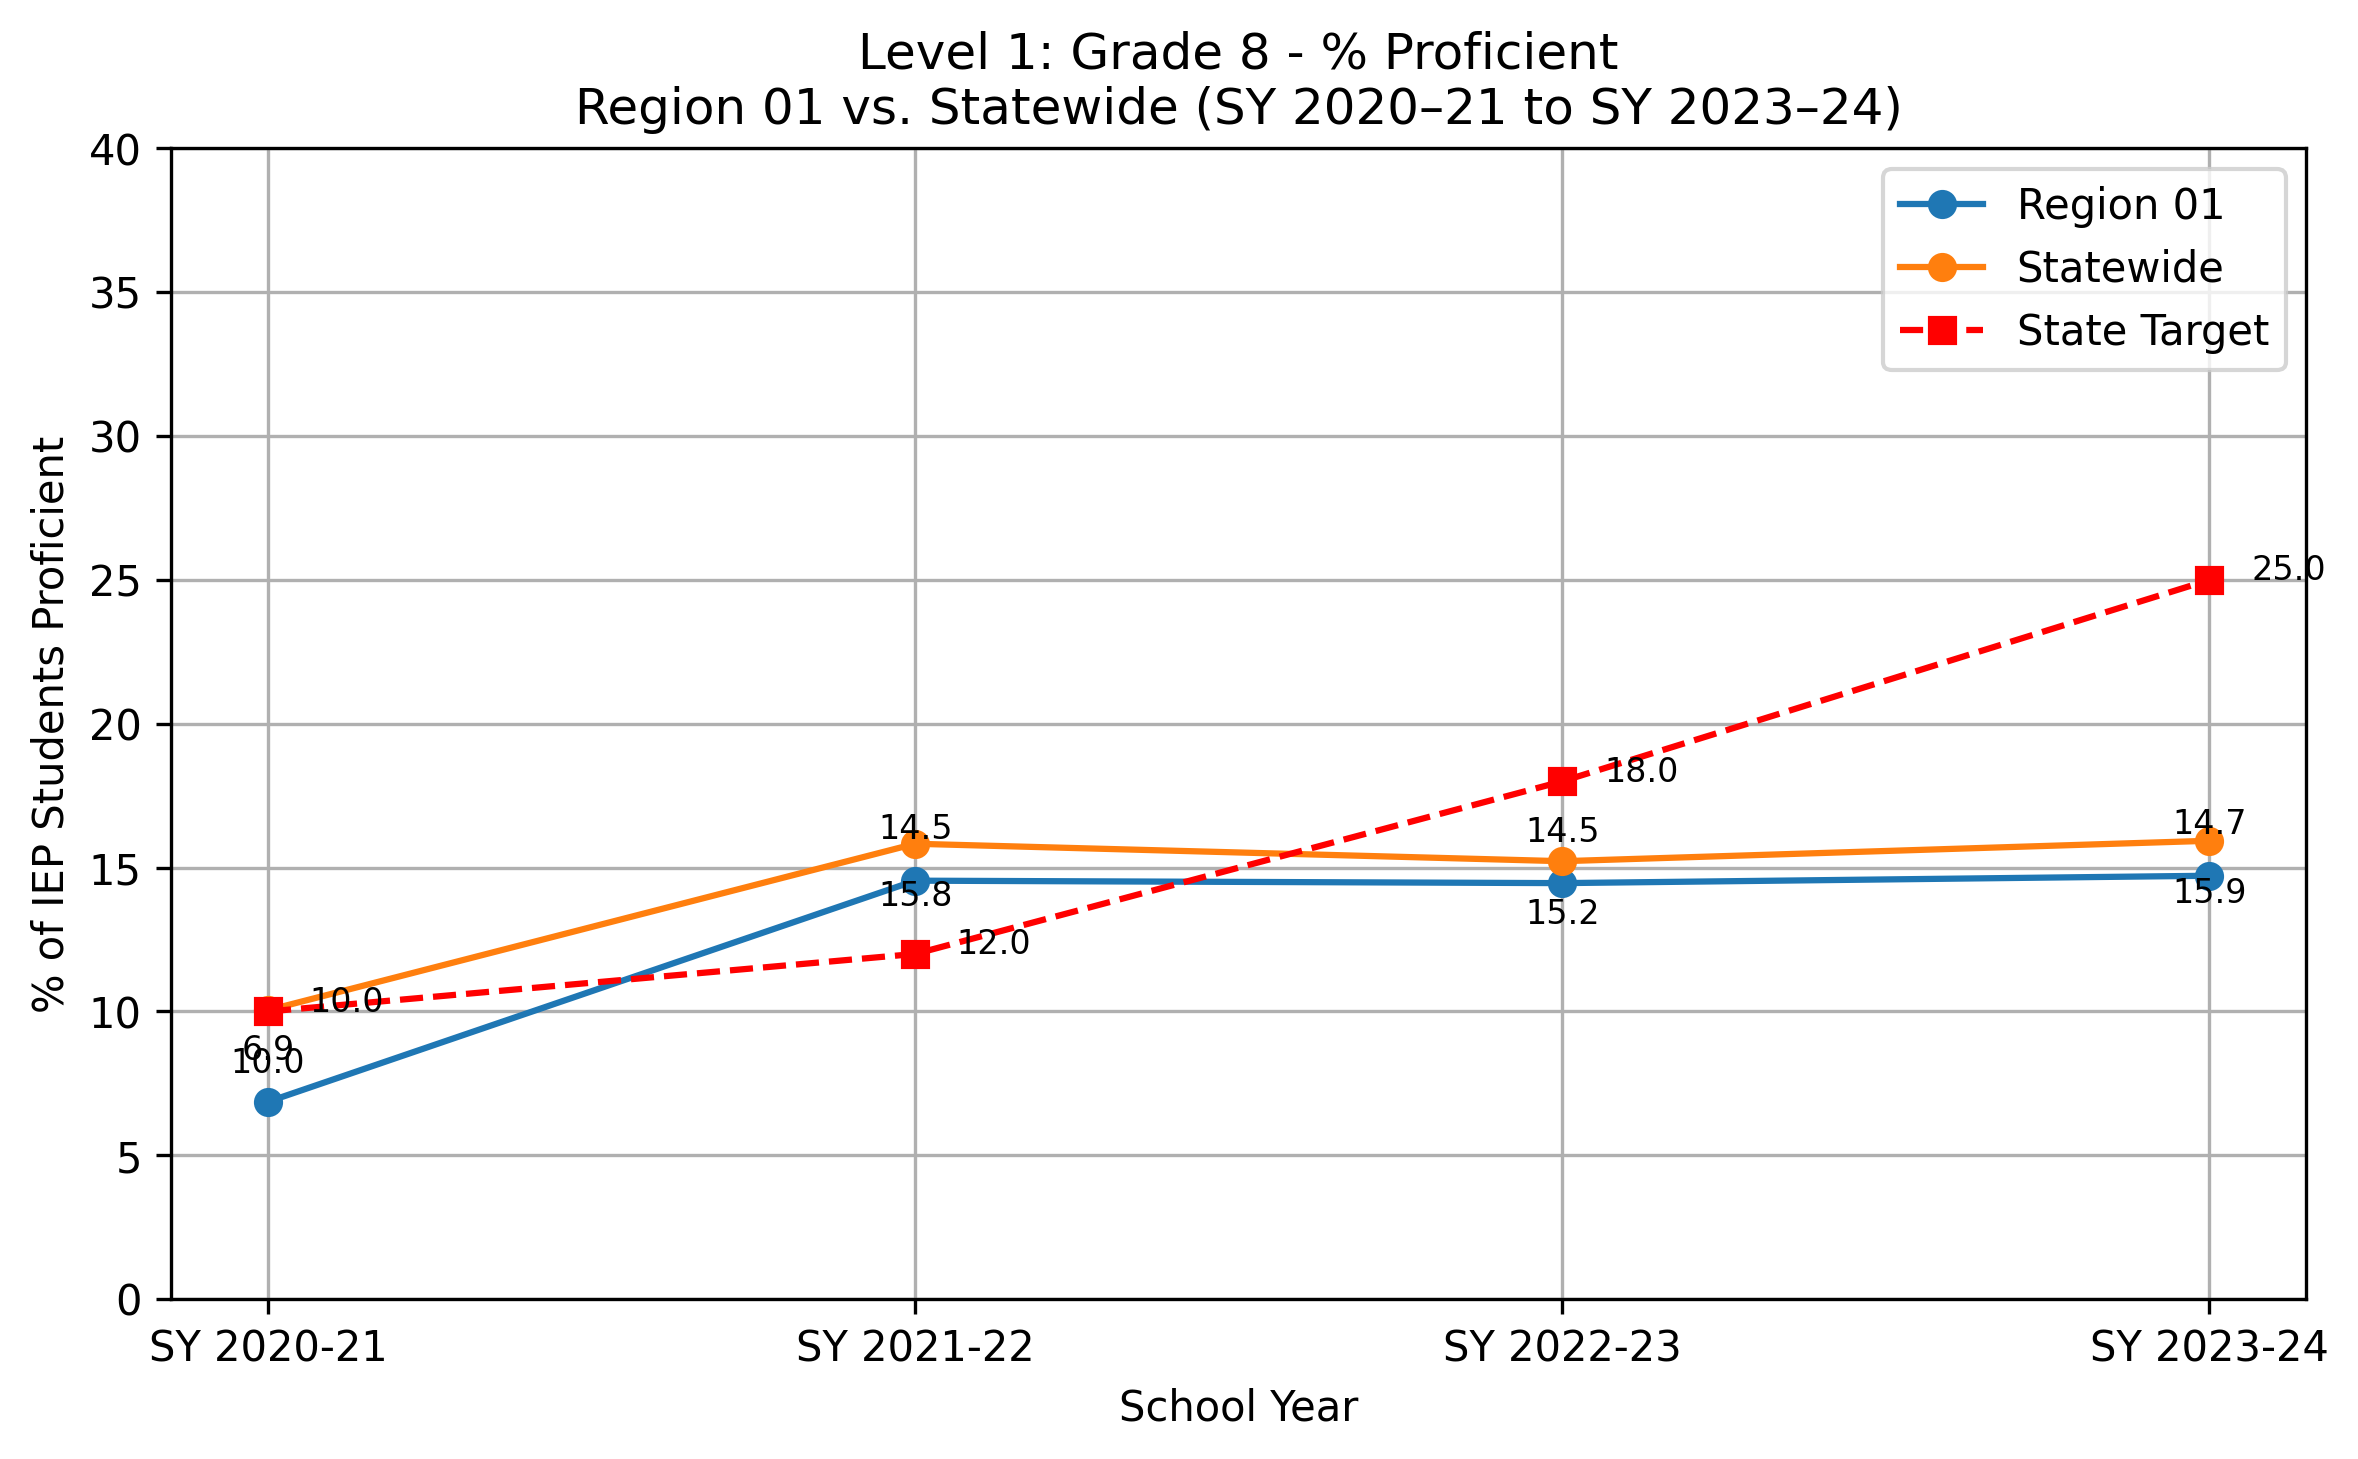 Level 1: Grade 8 - % Proficient
Region 01 vs. Statewide (SY 2020–21 to SY 2023–24)
% of IEP Students Proficient
40
35
30
25
20
15
10
5
0
Region 01
Statewide
State Target
25.0
18.0
14.5
14.5
14.7
15.8
15.2
15.9
12.0
10.0
6.9
10.0
SY 2020-21
SY 2021-22
SY 2022-23
SY 2023-24
School Year